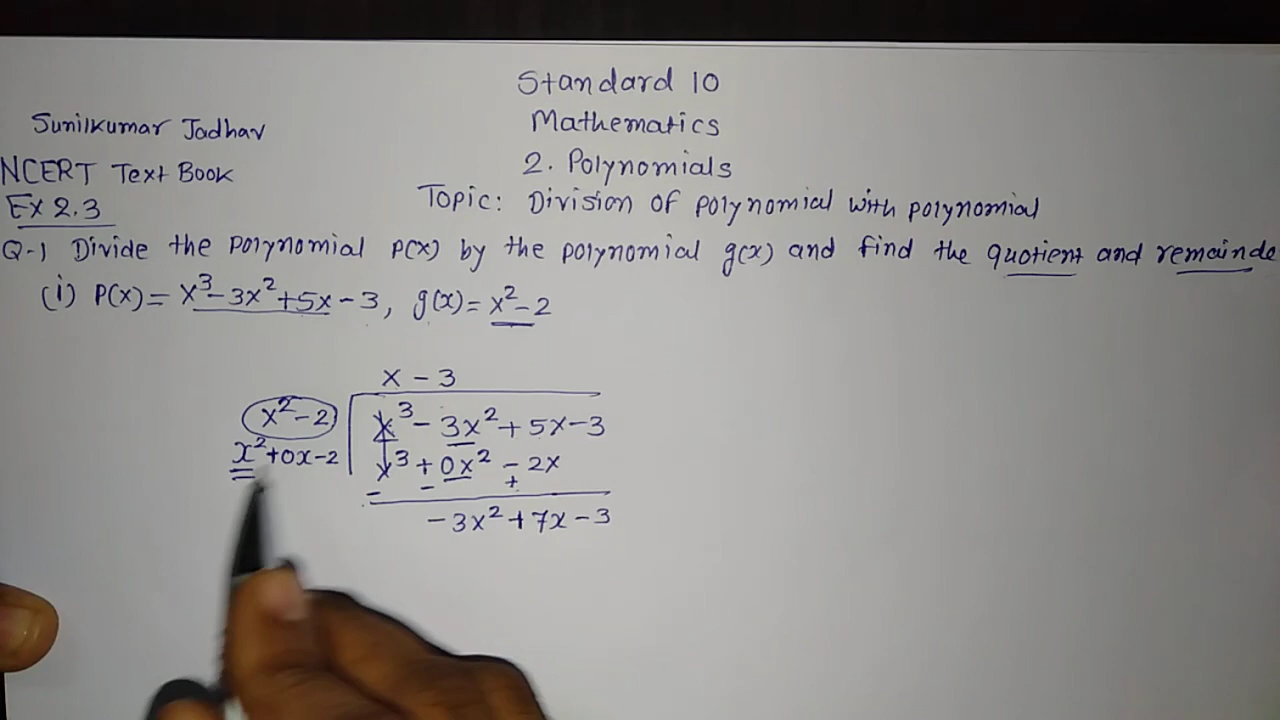 Standard 10
Sunilkumar Jadhav
Mathematics
NCERT Text Book
2. Polynomials
Ex 2.3
Topic: Division of polynomial with polynomial
Q-1 Divide the polynomial P(x) by the polynomial g(x) and find the quotient and remainde
(i) P(x) = x³ - 3x² + 5x - 3, g(x) = x² - 2
x - 3
x² - 2
x³ - 3x² + 5x - 3
x² + 0x - 2
x³ + 0x² - 2x
- - +
-3x² + 7x - 3